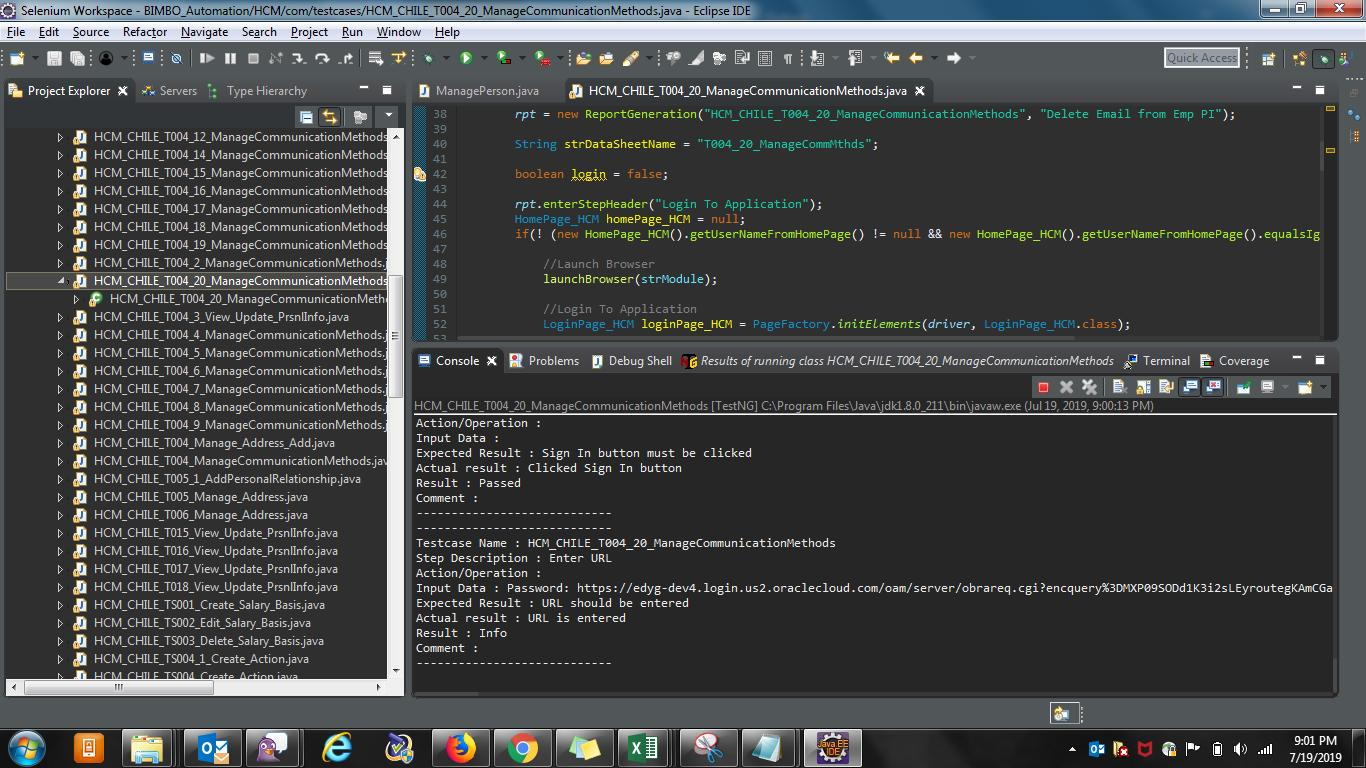 Selenium Workspace - BIMBO_Automation/HCM/com/testcases/HCM_CHILE_T004_20_ManageCommunicationMethods.java - Eclipse IDE
File Edit Source Refactor Navigate Search Project Run Window Help
Quick Access
Project Explorer Servers Type Hierarchy
HCM_CHILE_T004_12_ManageCommunicationMethods
HCM_CHILE_T004_14_ManageCommunicationMethods
HCM_CHILE_T004_15_ManageCommunicationMethods
HCM_CHILE_T004_16_ManageCommunicationMethods
HCM_CHILE_T004_17_ManageCommunicationMethods
HCM_CHILE_T004_18_ManageCommunicationMethods
HCM_CHILE_T004_19_ManageCommunicationMethods
HCM_CHILE_T004_2_ManageCommunicationMethods.j
HCM_CHILE_T004_20_ManageCommunicationMethods
HCM_CHILE_T004_20_ManageCommunicationMeth
HCM_CHILE_T004_3_View_Update_PrsnlInfo.java
HCM_CHILE_T004_4_ManageCommunicationMethods.j
HCM_CHILE_T004_5_ManageCommunicationMethods.j
HCM_CHILE_T004_6_ManageCommunicationMethods.j
HCM_CHILE_T004_7_ManageCommunicationMethods.j
HCM_CHILE_T004_8_ManageCommunicationMethods.j
HCM_CHILE_T004_9_ManageCommunicationMethods.j
HCM_CHILE_T004_Manage_Address_Add.java
HCM_CHILE_T004_ManageCommunicationMethods.jav
HCM_CHILE_T005_1_AddPersonalRelationship.java
HCM_CHILE_T005_Manage_Address.java
HCM_CHILE_T006_Manage_Address.java
HCM_CHILE_T015_View_Update_PrsnlInfo.java
HCM_CHILE_T016_View_Update_PrsnlInfo.java
HCM_CHILE_T017_View_Update_PrsnlInfo.java
HCM_CHILE_T018_View_Update_PrsnlInfo.java
HCM_CHILE_TS001_Create_Salary_Basis.java
HCM_CHILE_TS002_Edit_Salary_Basis.java
HCM_CHILE_TS003_Delete_Salary_Basis.java
HCM_CHILE_TS004_1_Create_Action.java
HCM_CHILE_TS004_Create_Action.java
ManagePerson.java HCM_CHILE_T004_20_ManageCommunicationMethods.java
38 rpt = new ReportGeneration("HCM_CHILE_T004_20_ManageCommunicationMethods", "Delete Email from Emp PI");
39
40 String strDataSheetName = "T004_20_ManageCommMthds";
41
42 boolean login = false;
43
44 rpt.enterStepHeader("Login To Application");
45 HomePage_HCM homePage_HCM = null;
46 if(! (new HomePage_HCM().getUserNameFromHomePage() != null && new HomePage_HCM().getUserNameFromHomePage().equalsIg
47
48 //Launch Browser
49 launchBrowser(strModule);
50
51 //Login To Application
52 LoginPage_HCM loginPage_HCM = PageFactory.initElements(driver, LoginPage_HCM.class);
53
Console Problems Debug Shell Results of running class HCM_CHILE_T004_20_ManageCommunicationMethods Terminal Coverage
HCM_CHILE_T004_20_ManageCommunicationMethods [TestNG] C:\Program Files\Java\jdk1.8.0_211\bin\javaw.exe (Jul 19, 2019, 9:00:13 PM)
Action/Operation :
Input Data :
Expected Result : Sign In button must be clicked
Actual result : Clicked Sign In button
Result : Passed
Comment :
----------------------------
----------------------------
Testcase Name : HCM_CHILE_T004_20_ManageCommunicationMethods
Step Description : Enter URL
Action/Operation :
Input Data : Password: https://edyg-dev4.login.us2.oraclecloud.com/oam/server/obrareq.cgi?encquery%3DMXP09SODd1K3i2sLEyroutegKAmCGa
Expected Result : URL should be entered
Actual result : URL is entered
Result : Info
Comment :
----------------------------
Java EE
IDE
9:01 PM
7/19/2019